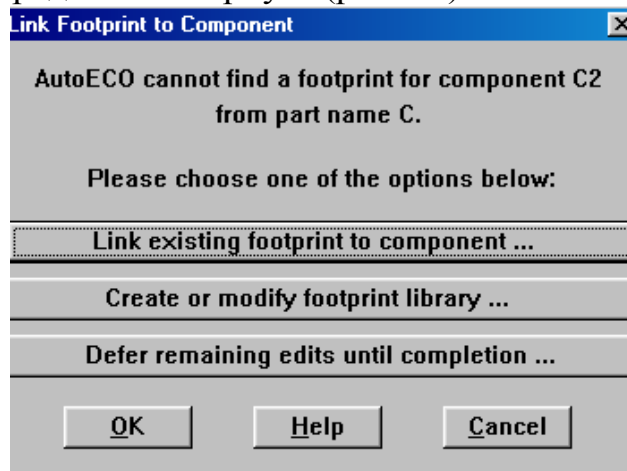 Link Footprint to Component
AutoECO cannot find a footprint for component C2
from part name C.
Please choose one of the options below:
Link existing footprint to component ...
Create or modify footprint library ...
Defer remaining edits until completion ...
OK Help Cancel